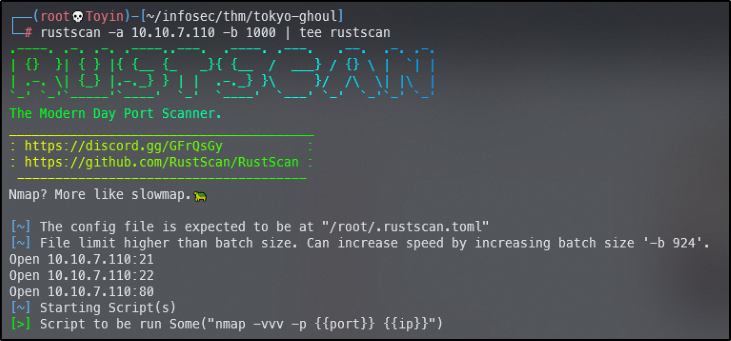 ┌──(root💀Toyin)-[~/infosec/thm/tokyo-ghoul]
└─# rustscan -a 10.10.7.110 -b 1000 | tee rustscan
RUSTSCAN
The Modern Day Port Scanner.
: https://discord.gg/GFrQsGy :
: https://github.com/RustScan/RustScan :
Nmap? More like slowmap.🐢
[~] The config file is expected to be at "/root/.rustscan.toml"
[~] File limit higher than batch size. Can increase speed by increasing batch size '-b 924'.
Open 10.10.7.110:21
Open 10.10.7.110:22
Open 10.10.7.110:80
[~] Starting Script(s)
[>] Script to be run Some("nmap -vvv -p {{port}} {{ip}}")